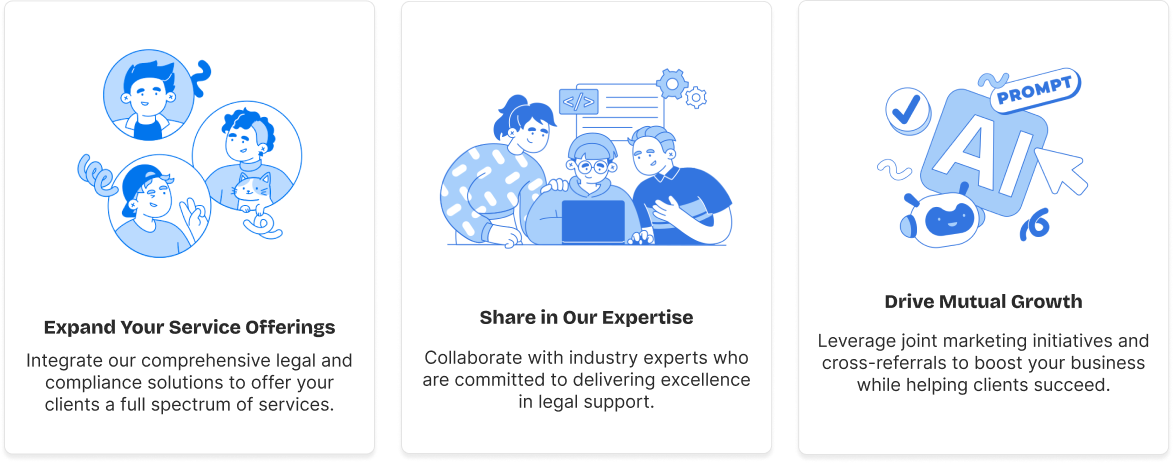 Expand Your Service Offerings
Integrate our comprehensive legal and
compliance solutions to offer your
clients a full spectrum of services.
</>
Share in Our Expertise
Collaborate with industry experts who
are committed to delivering excellence
in legal support.
PROMPT
AI
Drive Mutual Growth
Leverage joint marketing initiatives and
cross-referrals to boost your business
while helping clients succeed.